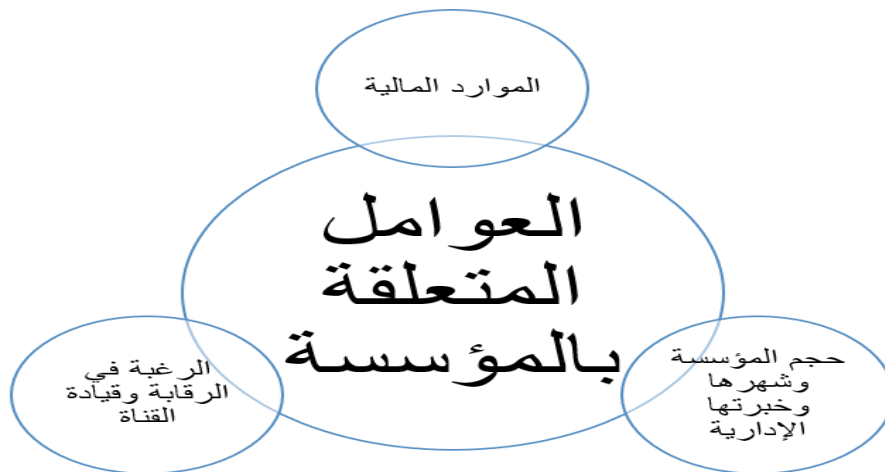 الموارد المالية
العوامل
المتعلقة
بالمؤسسة
حجم المؤسسة
وشهرها
وخبرتها
الإدارية
الرغبة في
الرقابة وقيادة
القناة